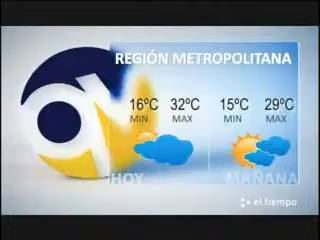 REGIÓN METROPOLITANA
16ºC 32ºC 15ºC 29ºC
MIN MAX MIN MAX
HOY MAÑANA
el tiempo